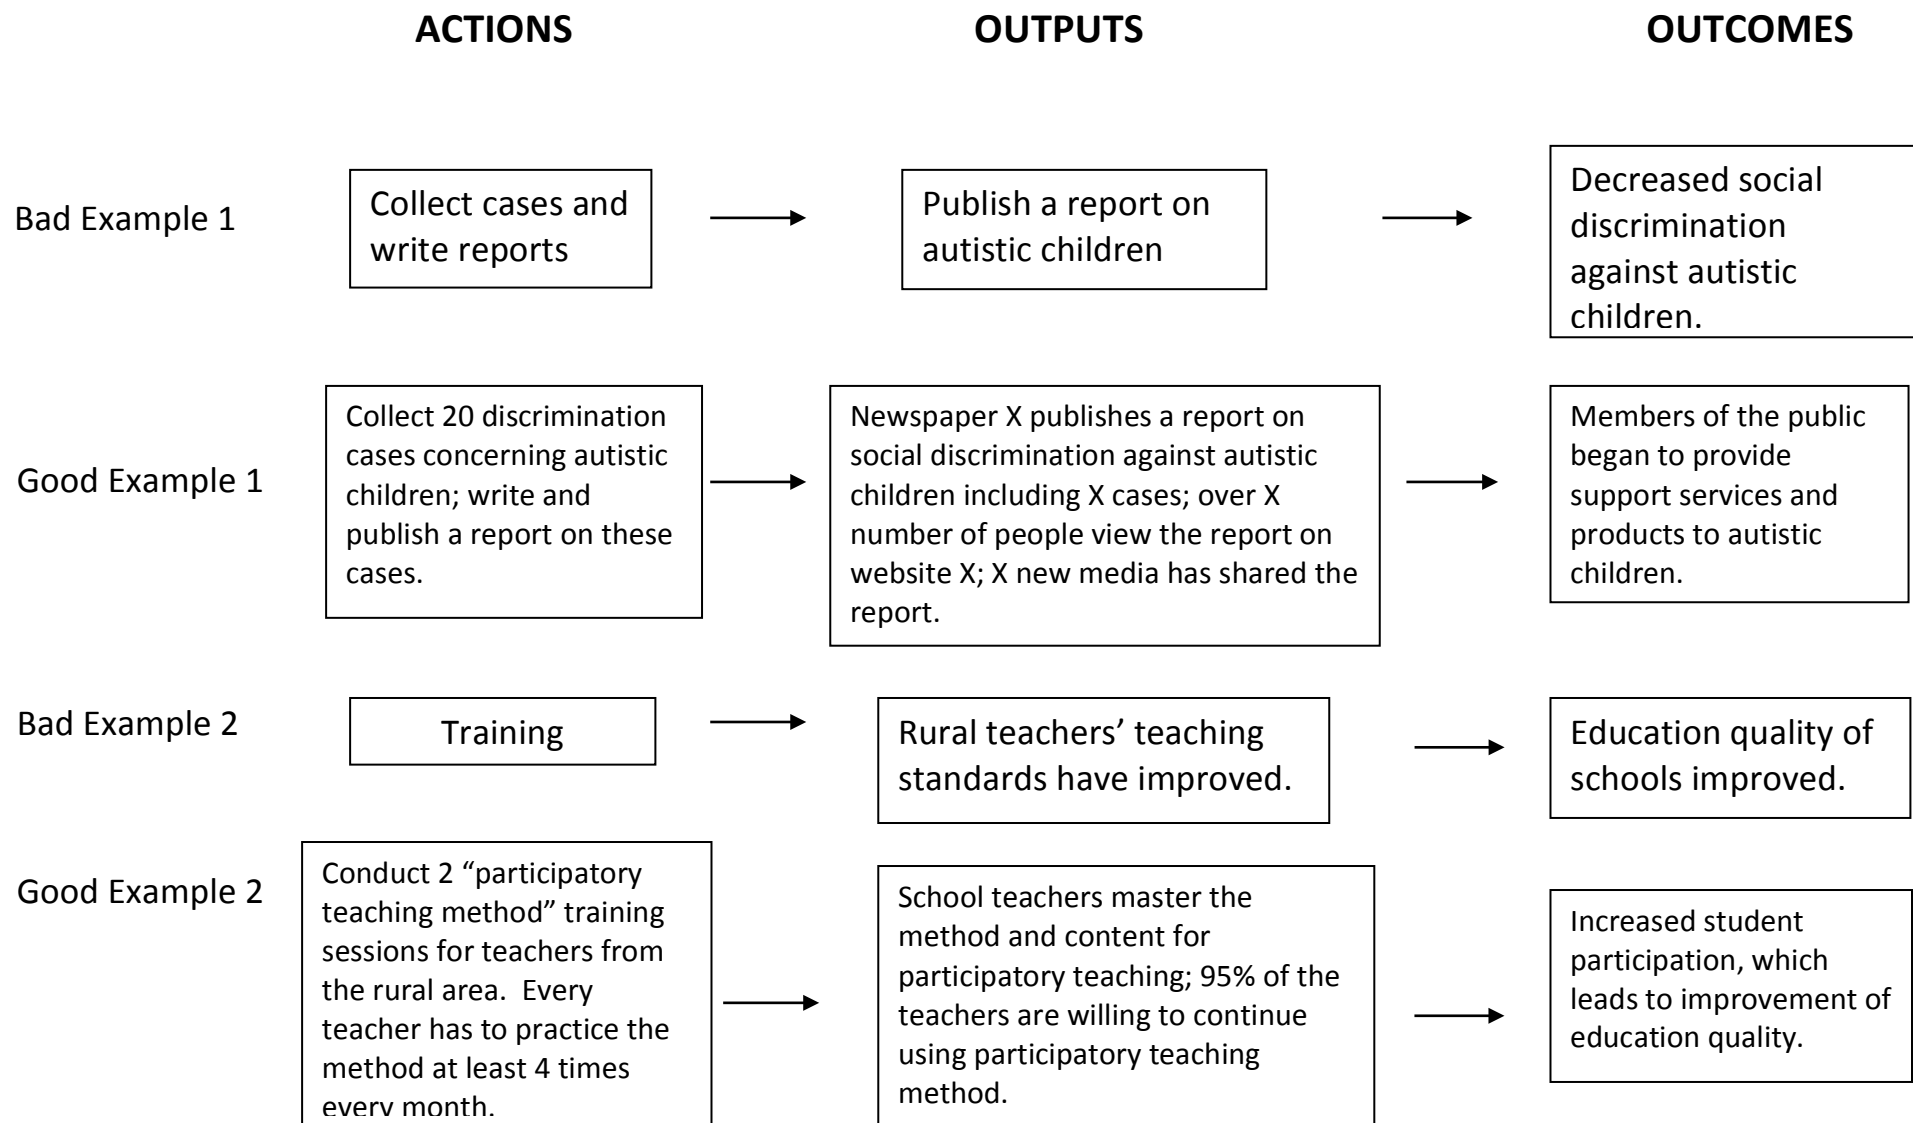 ACTIONS OUTPUTS OUTCOMES
Bad Example 1
Collect cases and
write reports
Publish a report on
autistic children
Decreased social
discrimination
against autistic
children.
Good Example 1
Collect 20 discrimination
cases concerning autistic
children; write and
publish a report on these
cases.
Newspaper X publishes a report on
social discrimination against autistic
children including X cases; over X
number of people view the report on
website X; X new media has shared the
report.
Members of the public
began to provide
support services and
products to autistic
children.
Bad Example 2
Training
Rural teachers’ teaching
standards have improved.
Education quality of
schools improved.
Good Example 2
Conduct 2 “participatory
teaching method” training
sessions for teachers from
the rural area.  Every
teacher has to practice the
method at least 4 times
every month.
School teachers master the
method and content for
participatory teaching; 95% of the
teachers are willing to continue
using participatory teaching
method.
Increased student
participation, which
leads to improvement of
education quality.